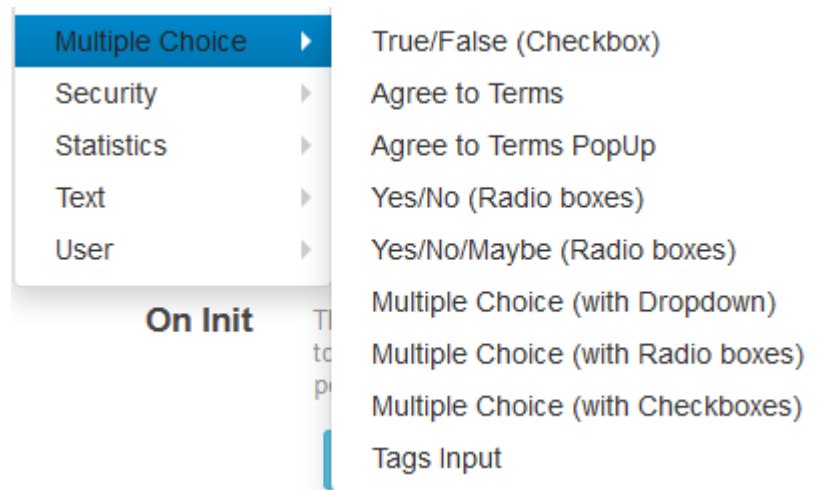 Multiple Choice
Security
Statistics
Text
User
True/False (Checkbox)
Agree to Terms
Agree to Terms PopUp
Yes/No (Radio boxes)
Yes/No/Maybe (Radio boxes)
Multiple Choice (with Dropdown)
Multiple Choice (with Radio boxes)
Multiple Choice (with Checkboxes)
Tags Input
On Init